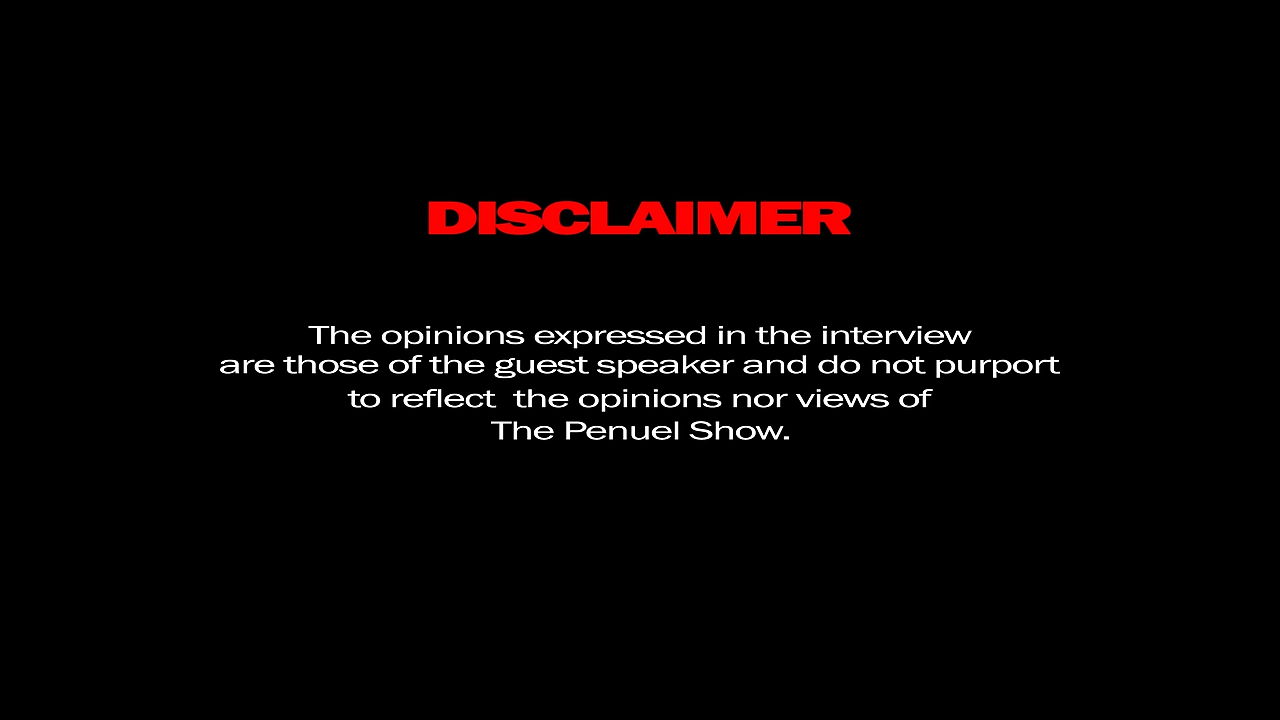 DISCLAIMER
The opinions expressed in the interview
are those of the guest speaker and do not purport
to reflect the opinions nor views of
The Penuel Show.